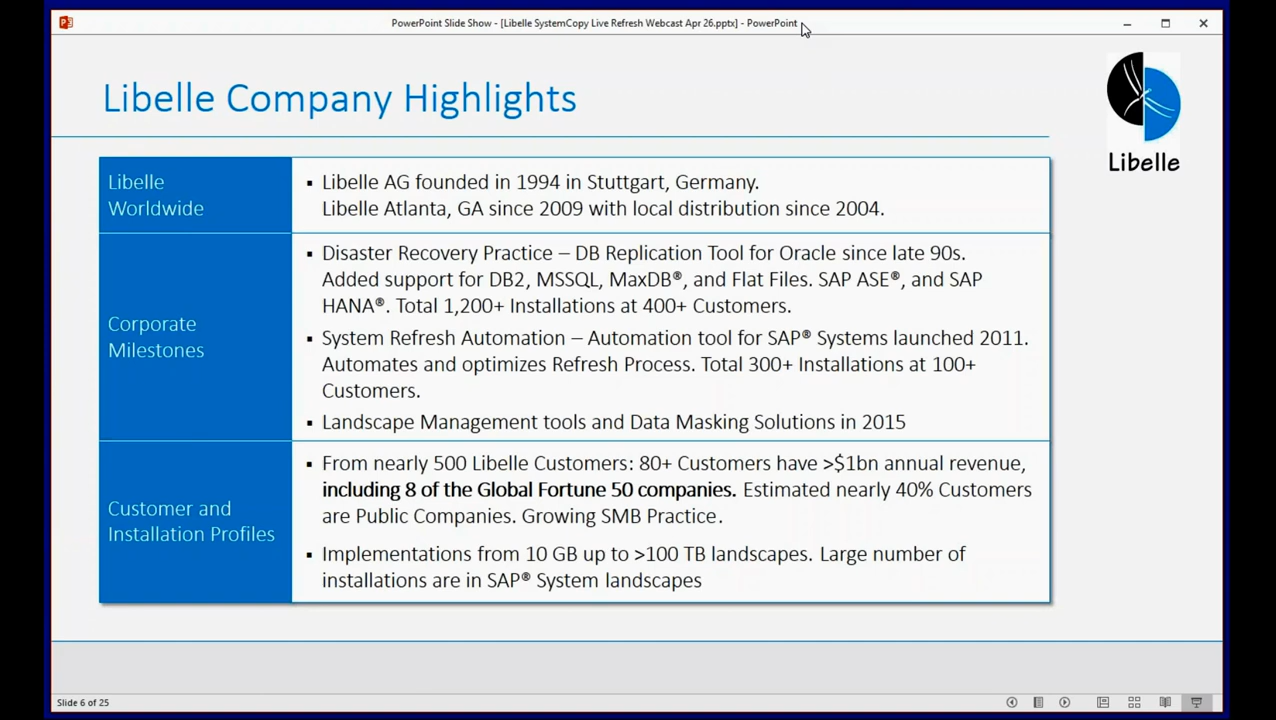 PowerPoint Slide Show - [Libelle SystemCopy Live Refresh Webcast Apr 26.pptx] - PowerPoint
Libelle Company Highlights
Libelle
Libelle
Worldwide
▪ Libelle AG founded in 1994 in Stuttgart, Germany.
Libelle Atlanta, GA since 2009 with local distribution since 2004.
Corporate
Milestones
▪ Disaster Recovery Practice – DB Replication Tool for Oracle since late 90s.
Added support for DB2, MSSQL, MaxDB®, and Flat Files. SAP ASE®, and SAP
HANA®. Total 1,200+ Installations at 400+ Customers.
▪ System Refresh Automation – Automation tool for SAP® Systems launched 2011.
Automates and optimizes Refresh Process. Total 300+ Installations at 100+
Customers.
▪ Landscape Management tools and Data Masking Solutions in 2015
Customer and
Installation Profiles
▪ From nearly 500 Libelle Customers: 80+ Customers have >$1bn annual revenue,
including 8 of the Global Fortune 50 companies. Estimated nearly 40% Customers
are Public Companies. Growing SMB Practice.
▪ Implementations from 10 GB up to >100 TB landscapes. Large number of
installations are in SAP® System landscapes
Slide 6 of 25